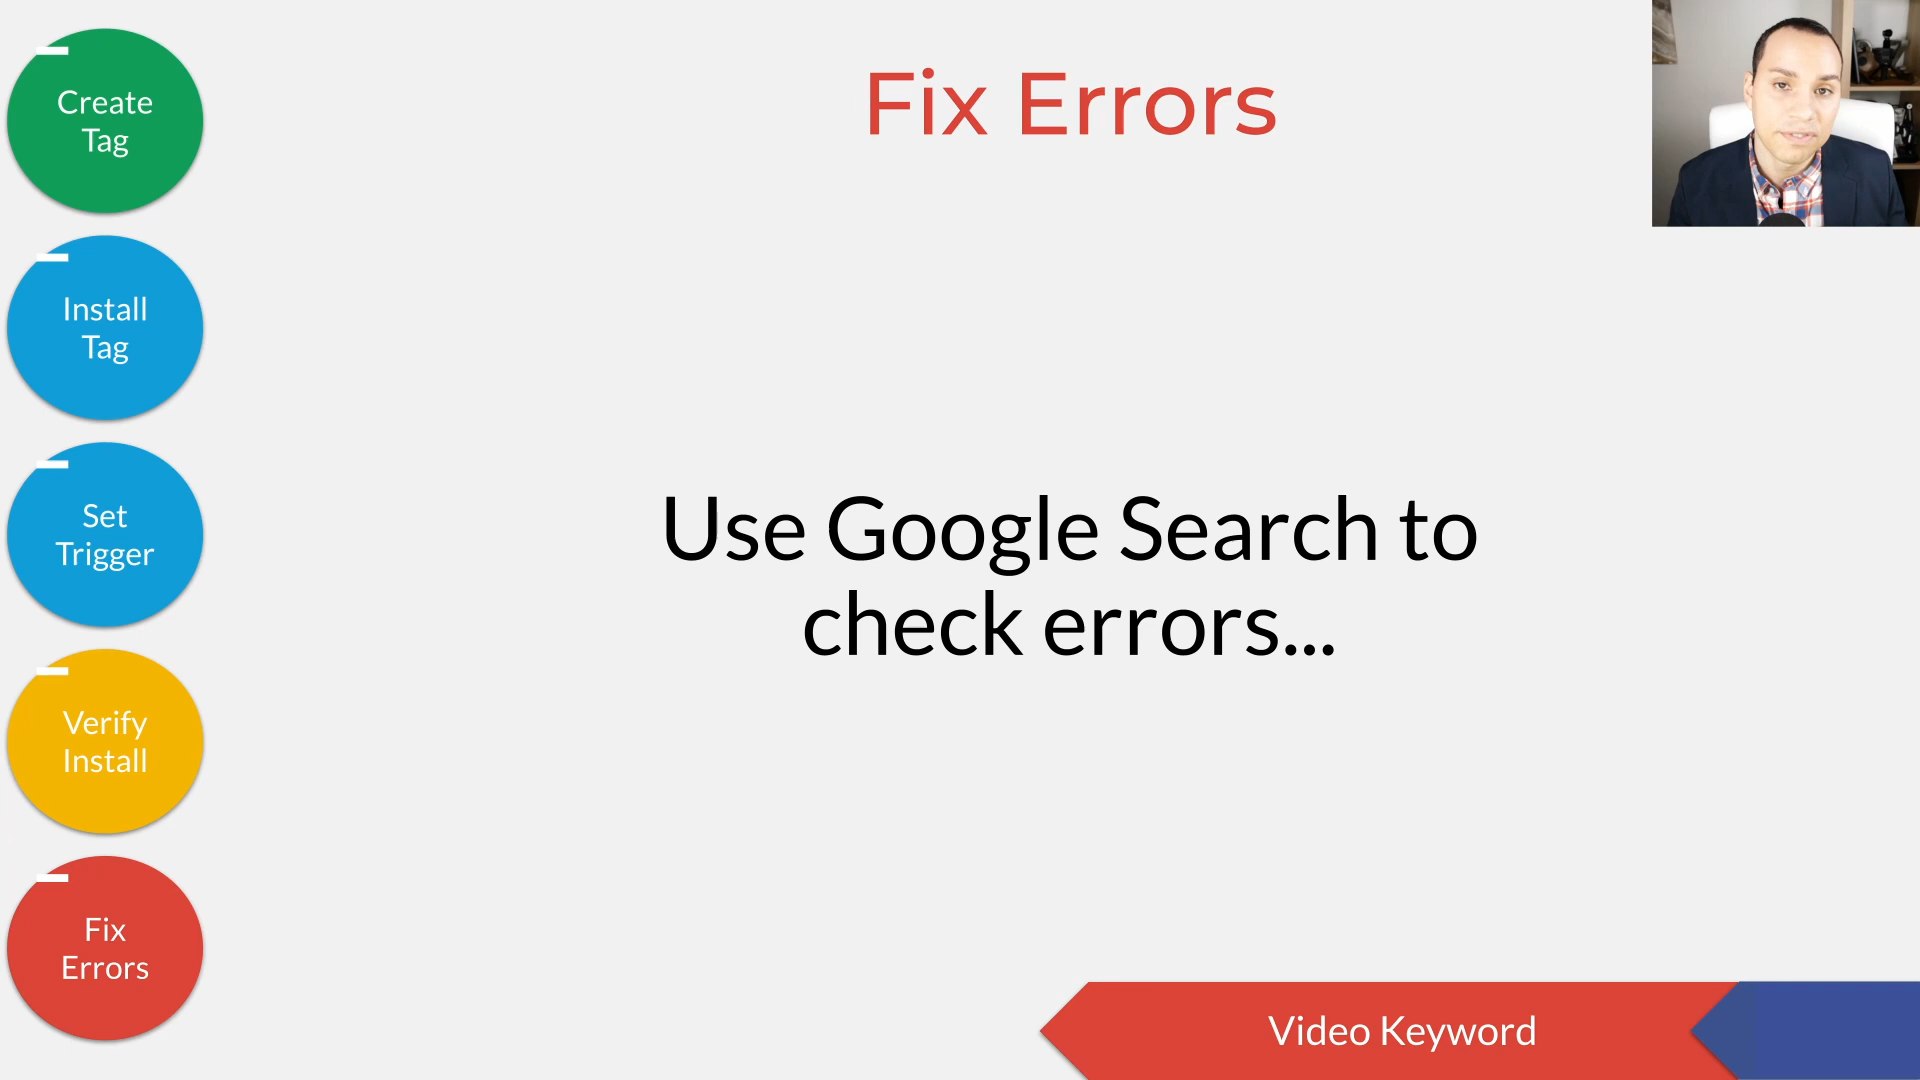 Create
Tag
Install
Tag
Set
Trigger
Verify
Install
Fix
Errors
Fix Errors
Use Google Search to
check errors...
Video Keyword